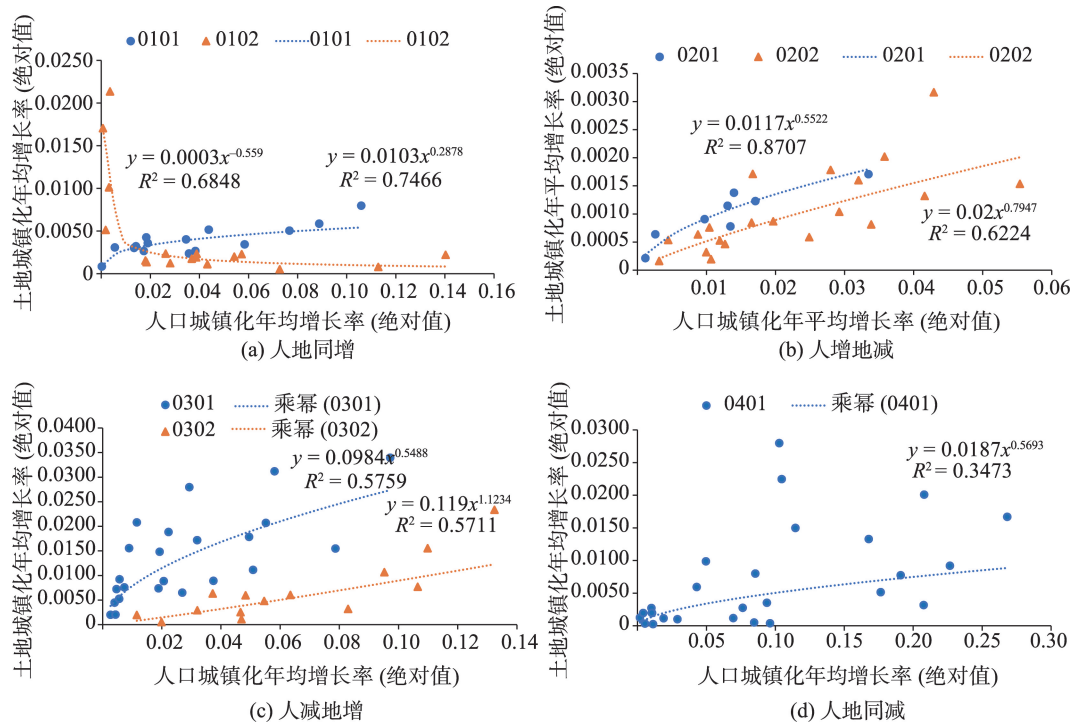 0101 0102 0101 0102
土地城镇化年均增长率 (绝对值)
0.0250
0.0200
0.0150
0.0100
0.0050
0
y = 0.0003x^–0.559
R² = 0.6848
y = 0.0103x^0.2878
R² = 0.7466
0.02 0.04 0.06 0.08 0.10 0.12 0.14 0.16
人口城镇化年均增长率 (绝对值)
(a) 人地同增
0201 0202 0201 0202
土地城镇化年平均增长率 (绝对值)
0.0035
0.0030
0.0025
0.0020
0.0015
0.0010
0.0005
0
y = 0.0117x^0.5522
R² = 0.8707
y = 0.02x^0.7947
R² = 0.6224
0.01 0.02 0.03 0.04 0.05 0.06
人口城镇化年平均增长率 (绝对值)
(b) 人增地减
0301 乘幂 (0301)
0302 乘幂 (0302)
土地城镇化年均增长率 (绝对值)
0.0400
0.0350
0.0300
0.0250
0.0200
0.0150
0.0100
0.0050
0
y = 0.0984x^0.5488
R² = 0.5759
y = 0.119x^1.1234
R² = 0.5711
0.02 0.04 0.06 0.08 0.10 0.12 0.14
人口城镇化年均增长率 (绝对值)
(c) 人减地增
0401 乘幂 (0401)
土地城镇化年均增长率 (绝对值)
0.0300
0.0250
0.0200
0.0150
0.0100
0.0050
0
y = 0.0187x^0.5693
R² = 0.3473
0.05 0.10 0.15 0.20 0.25 0.30
人口城镇化年均增长率 (绝对值)
(d) 人地同减